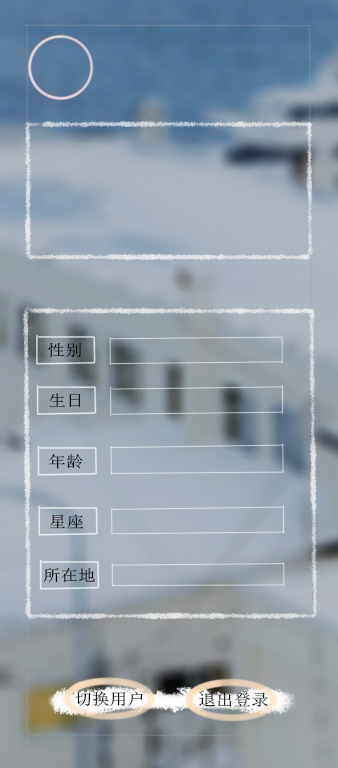 性别
生日
年龄
星座
所在地
切换用户 退出登录